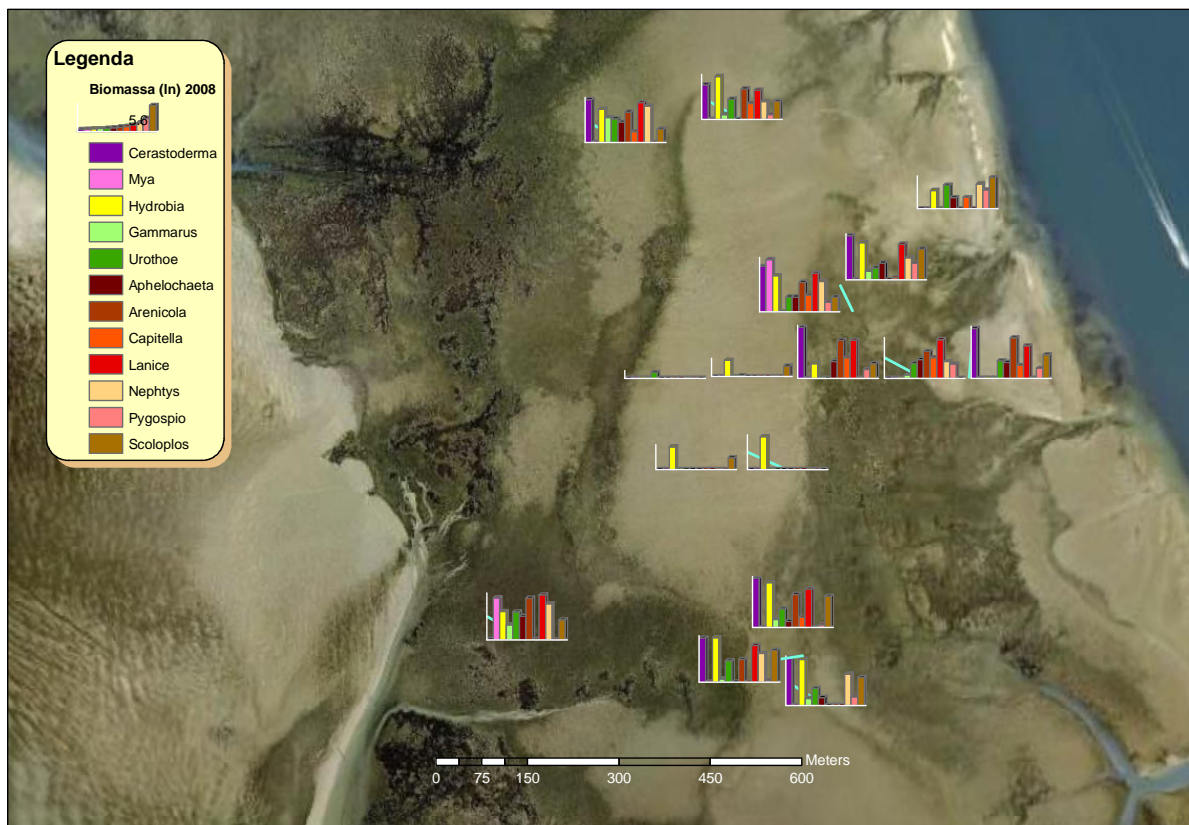 Legenda
Biomassa (ln) 2008
5.6
Cerastoderma
Mya
Hydrobia
Gammarus
Urothoe
Aphelochaeta
Arenicola
Capitella
Lanice
Nephtys
Pygospio
Scoloplos
Meters
0 75 150 300 450 600